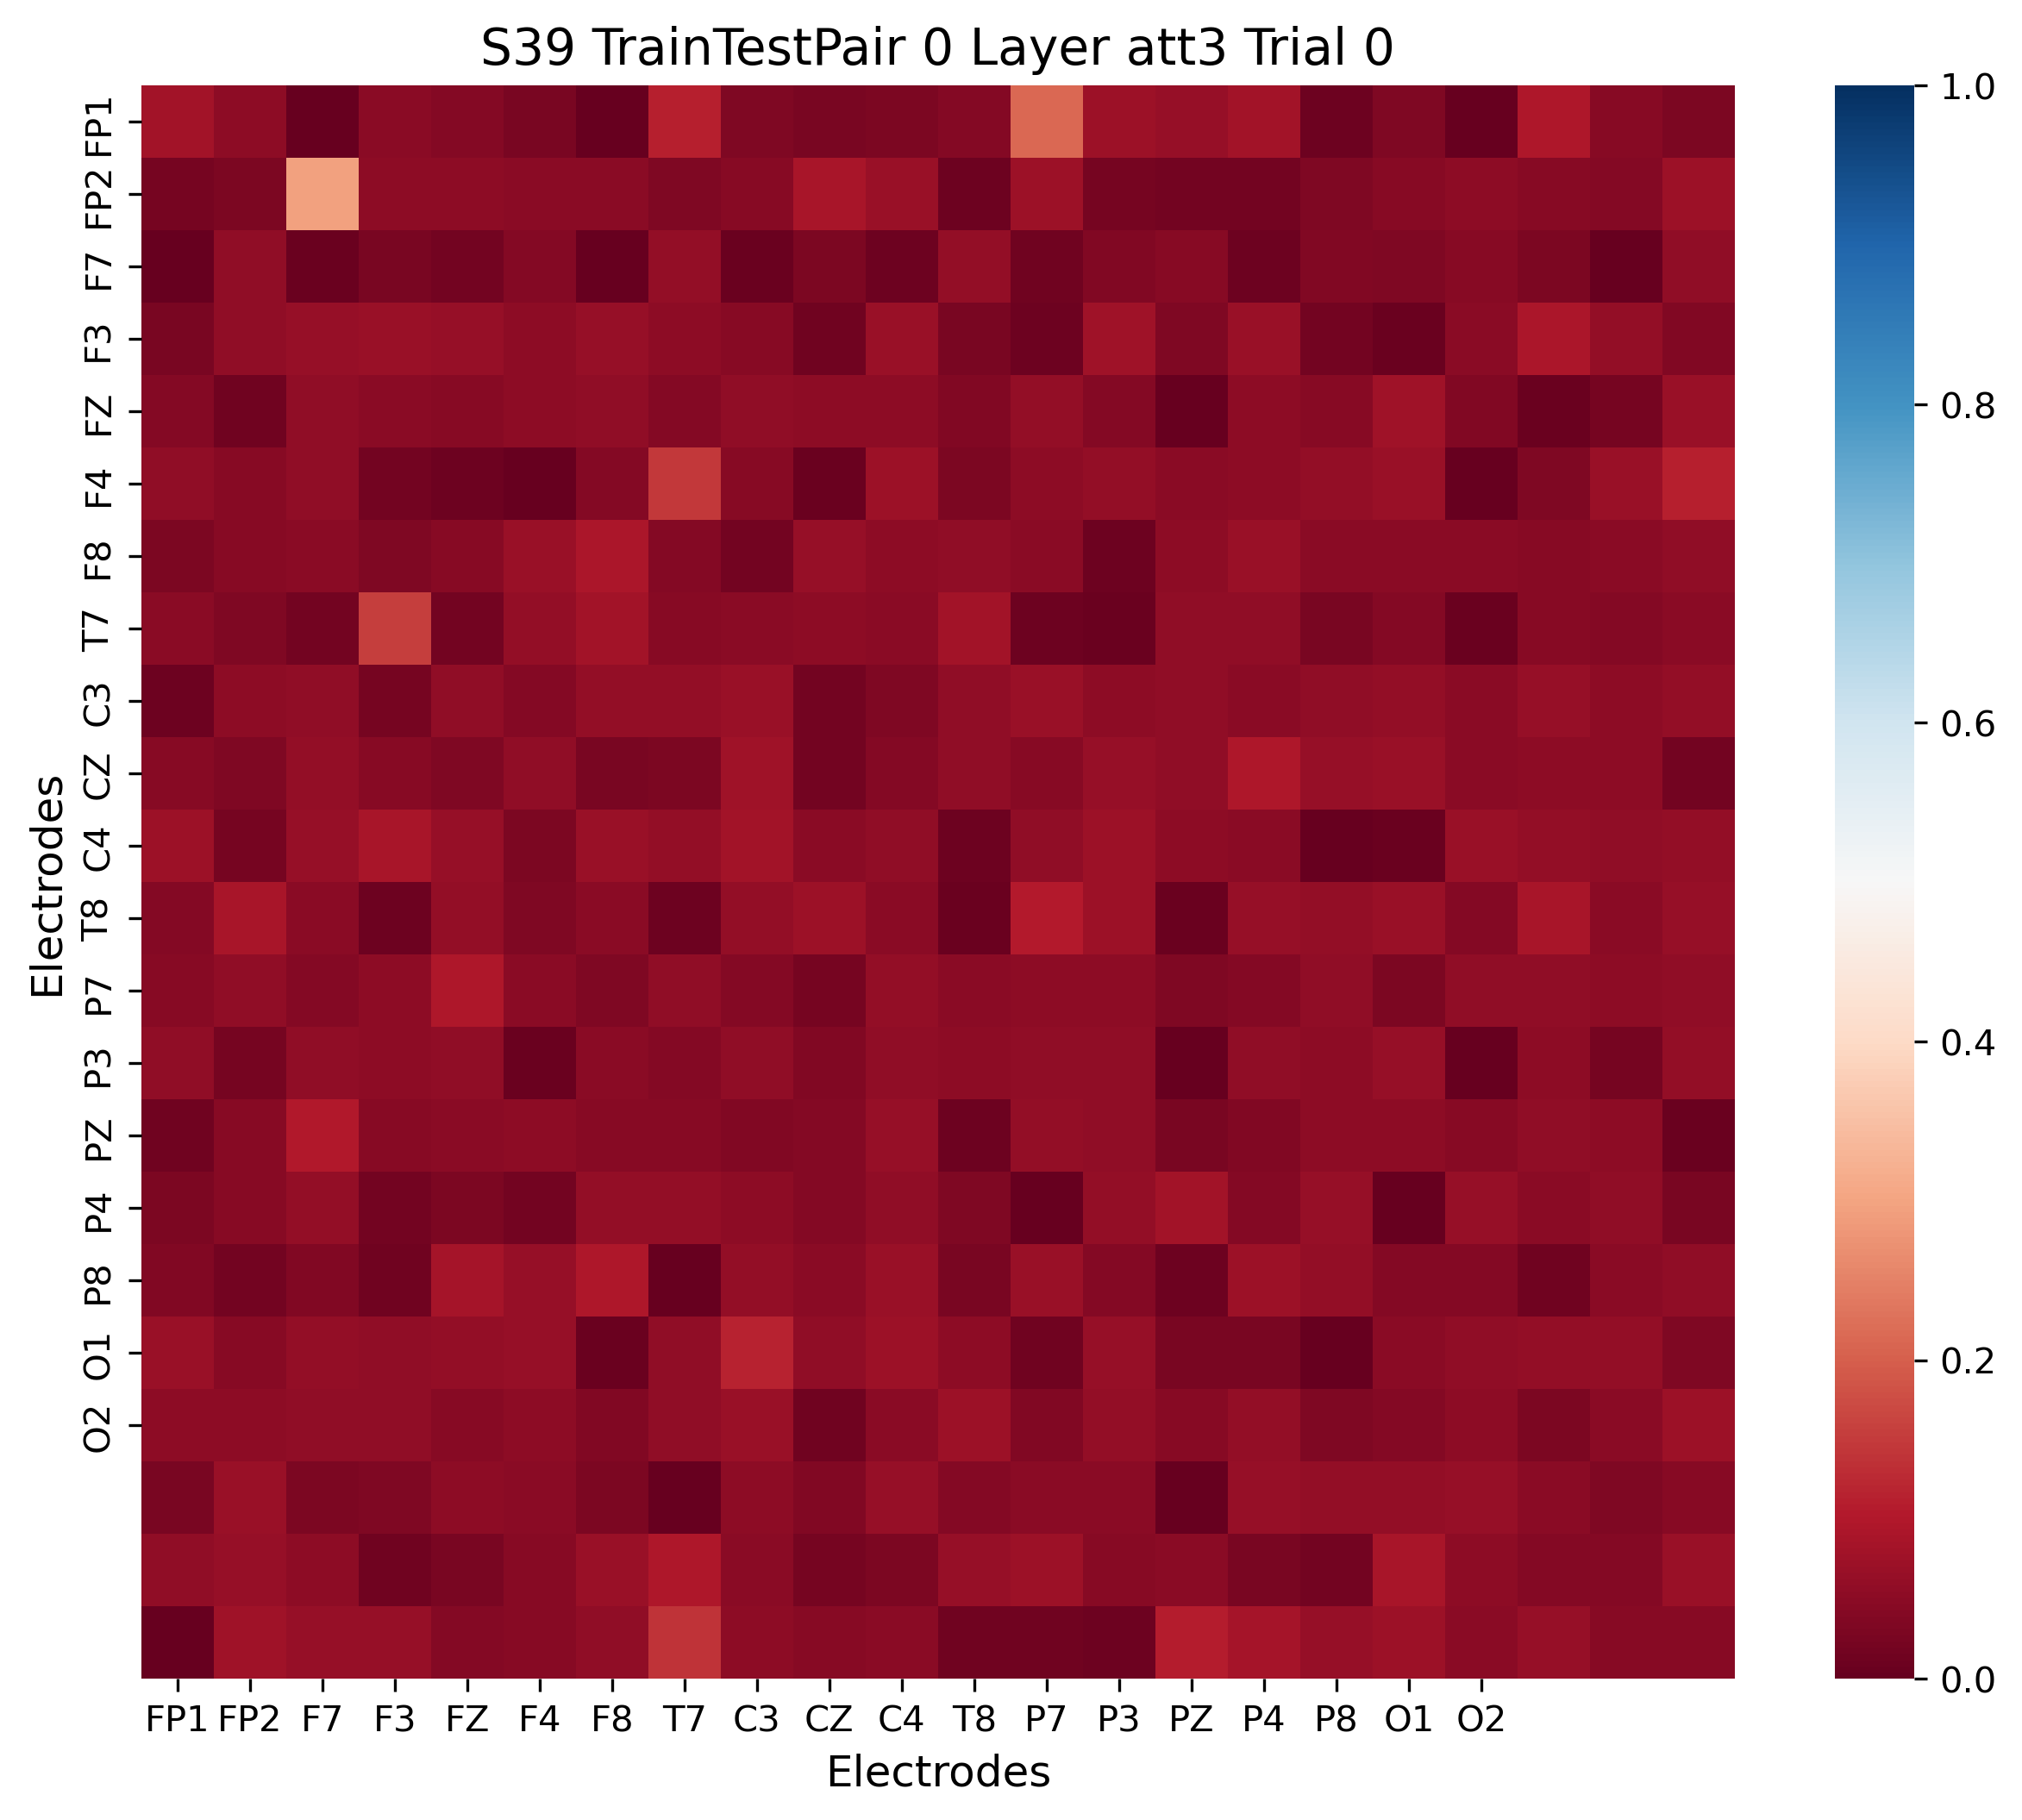 S39 TrainTestPair 0 Layer att3 Trial 0
Electrodes
FP1
FP2
F7
F3
FZ
F4
F8
T7
C3
CZ
C4
T8
P7
P3
PZ
P4
P8
O1
O2
FP1 FP2 F7 F3 FZ F4 F8 T7 C3 CZ C4 T8 P7 P3 PZ P4 P8 O1 O2
Electrodes
1.0
0.8
0.6
0.4
0.2
0.0